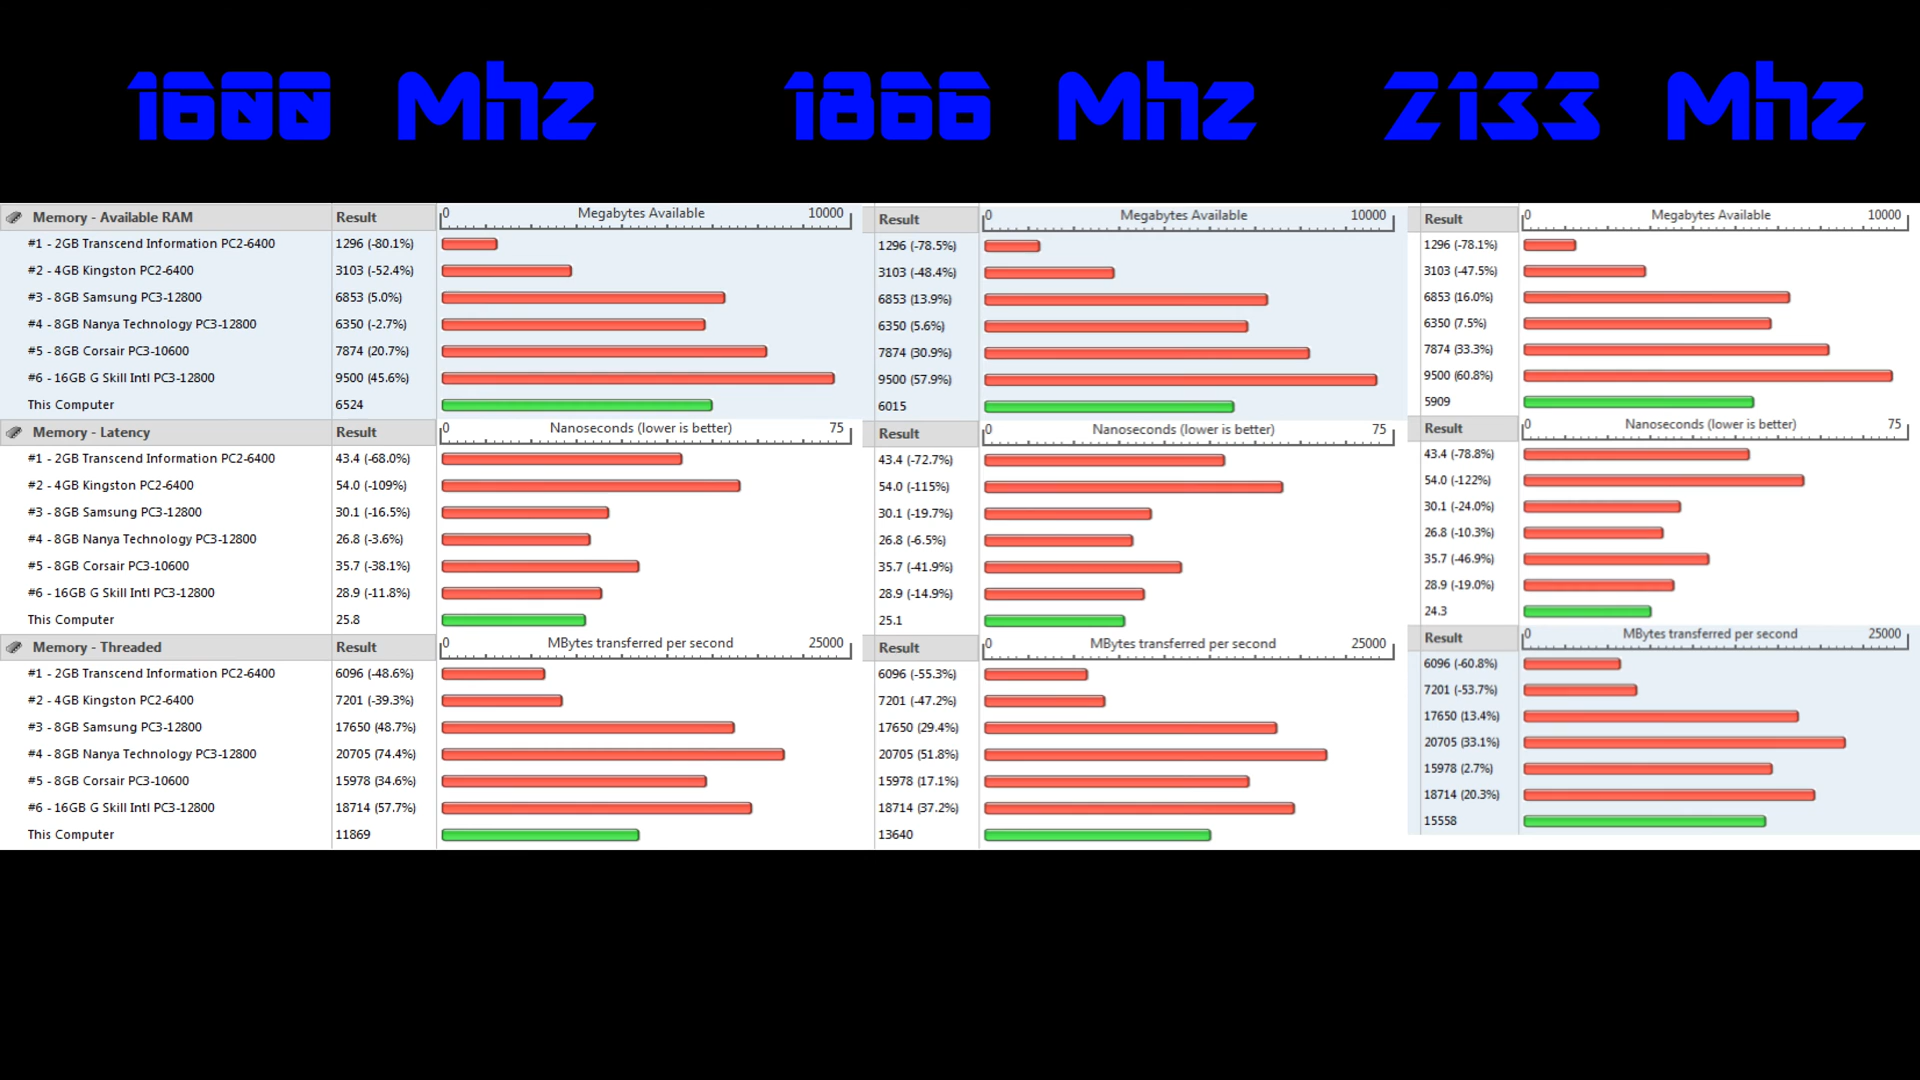 1600 Mhz 1866 Mhz 2133 Mhz
Memory - Available RAM Result 0 Megabytes Available 10000 Result 0 Megabytes Available 10000 Result 0 Megabytes Available 10000
#1 - 2GB Transcend Information PC2-6400 1296 (-80.1%) 1296 (-78.5%) 1296 (-78.1%)
#2 - 4GB Kingston PC2-6400 3103 (-52.4%) 3103 (-48.4%) 3103 (-47.5%)
#3 - 8GB Samsung PC3-12800 6853 (5.0%) 6853 (13.9%) 6853 (16.0%)
#4 - 8GB Nanya Technology PC3-12800 6350 (-2.7%) 6350 (5.6%) 6350 (7.5%)
#5 - 8GB Corsair PC3-10600 7874 (20.7%) 7874 (30.9%) 7874 (33.3%)
#6 - 16GB G Skill Intl PC3-12800 9500 (45.6%) 9500 (57.9%) 9500 (60.8%)
This Computer 6524 6015 5909
Memory - Latency Result 0 Nanoseconds (lower is better) 75 Result 0 Nanoseconds (lower is better) 75 Result 0 Nanoseconds (lower is better) 75
#1 - 2GB Transcend Information PC2-6400 43.4 (-68.0%) 43.4 (-72.7%) 43.4 (-78.8%)
#2 - 4GB Kingston PC2-6400 54.0 (-109%) 54.0 (-115%) 54.0 (-122%)
#3 - 8GB Samsung PC3-12800 30.1 (-16.5%) 30.1 (-19.7%) 30.1 (-24.0%)
#4 - 8GB Nanya Technology PC3-12800 26.8 (-3.6%) 26.8 (-6.5%) 26.8 (-10.3%)
#5 - 8GB Corsair PC3-10600 35.7 (-38.1%) 35.7 (-41.9%) 35.7 (-46.9%)
#6 - 16GB G Skill Intl PC3-12800 28.9 (-11.8%) 28.9 (-14.9%) 28.9 (-19.0%)
This Computer 25.8 25.1 24.3
Memory - Threaded Result 0 MBytes transferred per second 25000 Result 0 MBytes transferred per second 25000 Result 0 MBytes transferred per second 25000
#1 - 2GB Transcend Information PC2-6400 6096 (-48.6%) 6096 (-55.3%) 6096 (-60.8%)
#2 - 4GB Kingston PC2-6400 7201 (-39.3%) 7201 (-47.2%) 7201 (-53.7%)
#3 - 8GB Samsung PC3-12800 17650 (48.7%) 17650 (29.4%) 17650 (13.4%)
#4 - 8GB Nanya Technology PC3-12800 20705 (74.4%) 20705 (51.8%) 20705 (33.1%)
#5 - 8GB Corsair PC3-10600 15978 (34.6%) 15978 (17.1%) 15978 (2.7%)
#6 - 16GB G Skill Intl PC3-12800 18714 (57.7%) 18714 (37.2%) 18714 (20.3%)
This Computer 11869 13640 15558